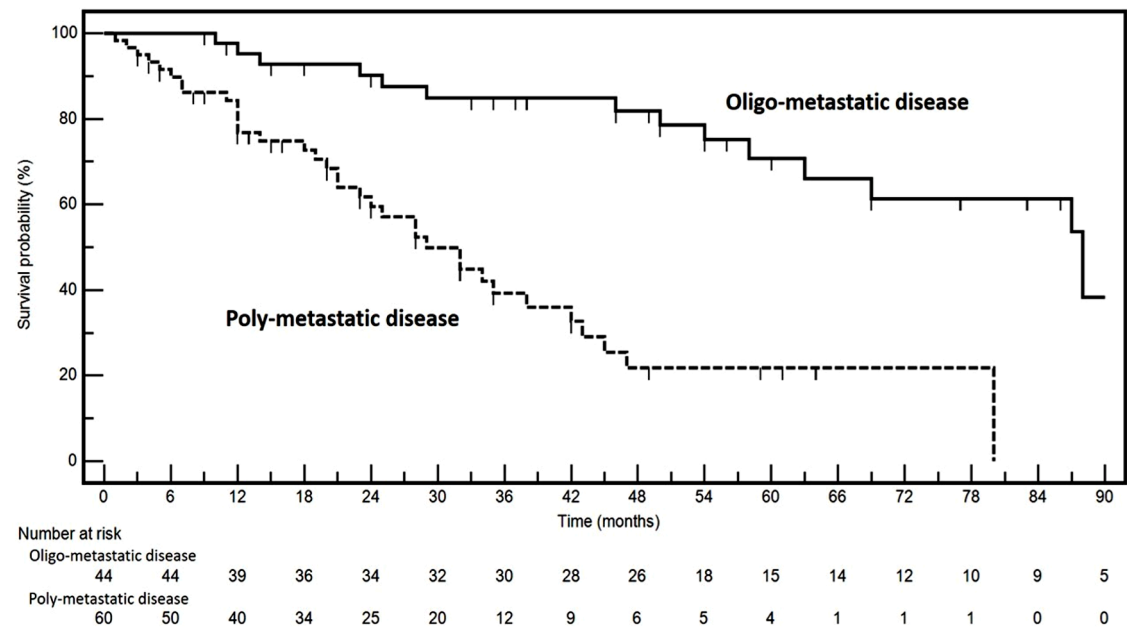 Survival probability (%)
100
80
60
40
20
0
Oligo-metastatic disease
Poly-metastatic disease
0 6 12 18 24 30 36 42 48 54 60 66 72 78 84 90
Time (months)
Number at risk
Oligo-metastatic disease
44 44 39 36 34 32 30 28 26 18 15 14 12 10 9 5
Poly-metastatic disease
60 50 40 34 25 20 12 9 6 5 4 1 1 1 0 0